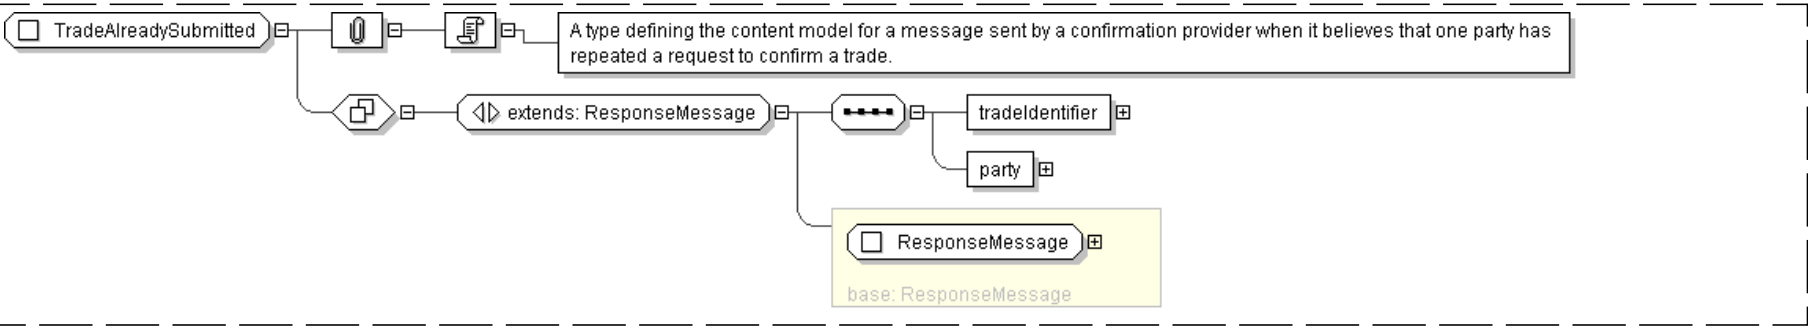 TradeAlreadySubmitted
A type defining the content model for a message sent by a confirmation provider when it believes that one party has
repeated a request to confirm a trade.
extends: ResponseMessage
tradeIdentifier
party
ResponseMessage
base: ResponseMessage